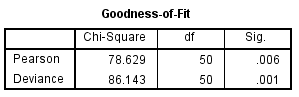 Goodness-of-Fit
Chi-Square df Sig.
Pearson 78.629 50 .006
Deviance 86.143 50 .001